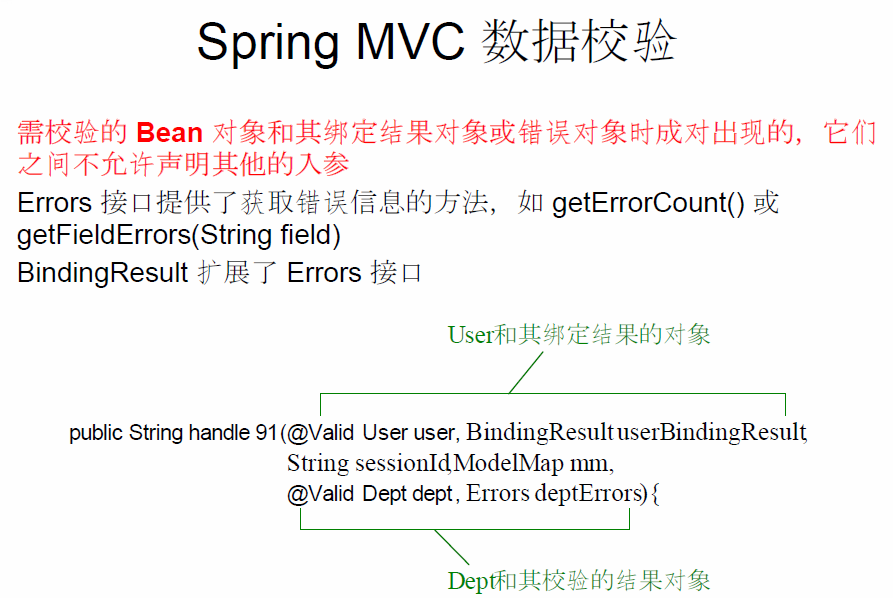 Spring MVC 数据校验
需校验的 Bean 对象和其绑定结果对象或错误对象时成对出现的，它们
之间不允许声明其他的入参
Errors 接口提供了获取错误信息的方法，如 getErrorCount() 或
getFieldErrors(String field)
BindingResult 扩展了 Errors 接口
User和其绑定结果的对象
public String handle 91(@Valid User user, BindingResult userBindingResult,
String sessionId,ModelMap mm,
@Valid Dept dept, Errors deptErrors){
Dept和其校验的结果对象